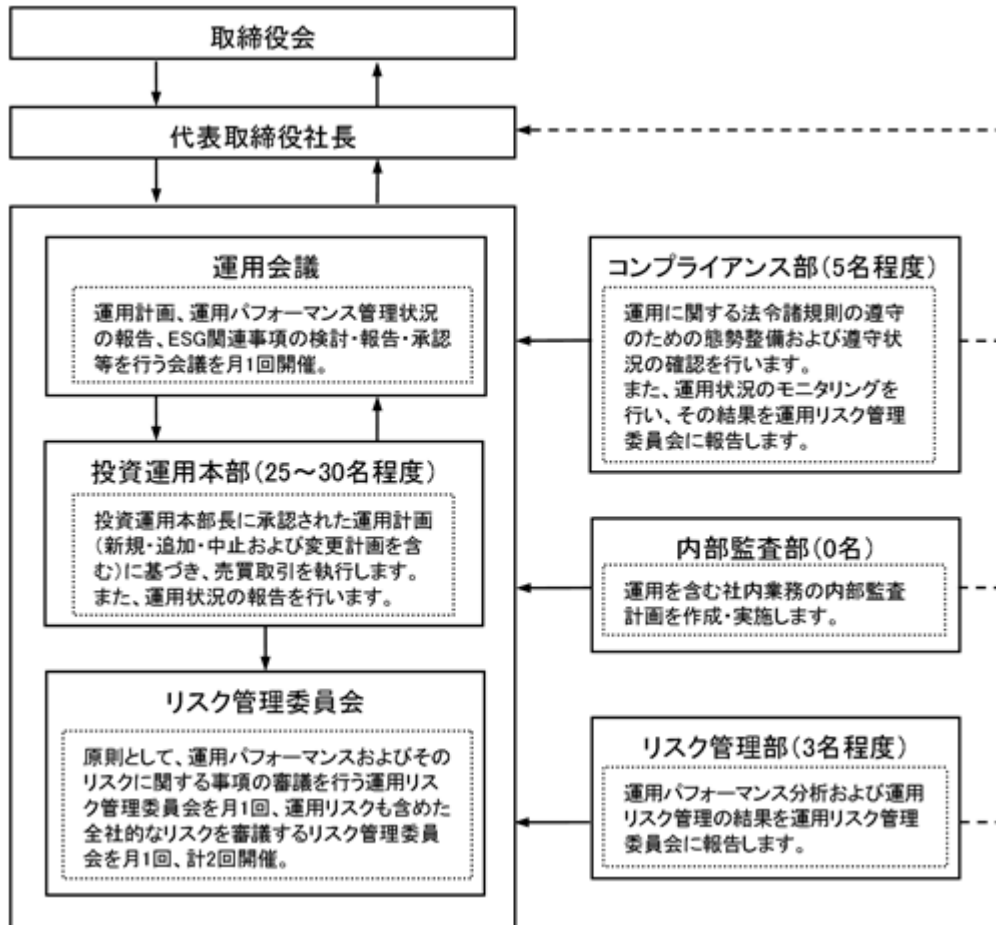 取締役会
代表取締役社長
運用会議
運用計画、運用パフォーマンス管理状況
の報告、ESG関連事項の検討・報告・承認
等を行う会議を月1回開催。
投資運用本部(25～30名程度)
投資運用本部長に承認された運用計画
(新規・追加・中止および変更計画を含
む)に基づき、売買取引を執行します。
また、運用状況の報告を行います。
リスク管理委員会
原則として、運用パフォーマンスおよびその
リスクに関する事項の審議を行う運用リス
ク管理委員会を月1回、運用リスクも含めた
全社的なリスクを審議するリスク管理委員
会を月1回、計2回開催。
コンプライアンス部(5名程度)
運用に関する法令諸規則の遵守
のための態勢整備および遵守状
況の確認を行います。
また、運用状況のモニタリングを
行い、その結果を運用リスク管理
委員会に報告します。
内部監査部(0名)
運用を含む社内業務の内部監査
計画を作成・実施します。
リスク管理部(3名程度)
運用パフォーマンス分析および運用
リスク管理の結果を運用リスク管理
委員会に報告します。